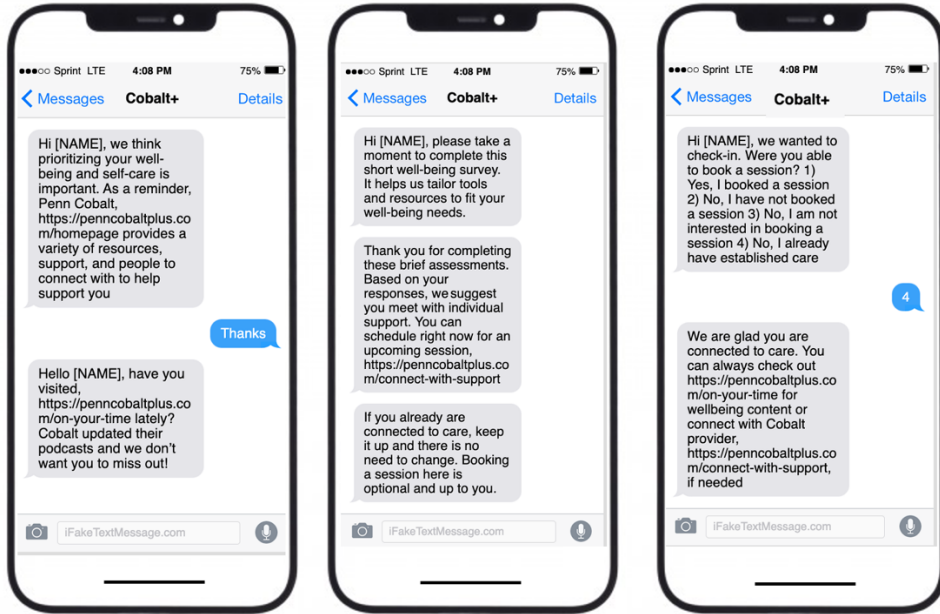 ●●●○○ Sprint LTE 4:08 PM 75%
Messages Cobalt+ Details
Hi [NAME], we think
prioritizing your well-
being and self-care is
important. As a reminder,
Penn Cobalt,
https://penncobaltplus.co
m/homepage provides a
variety of resources,
support, and people to
connect with to help
support you
Thanks
Hello [NAME], have you
visited,
https://penncobaltplus.co
m/on-your-time lately?
Cobalt updated their
podcasts and we don't
want you to miss out!
iFakeTextMessage.com
●●●○○ Sprint LTE 4:08 PM 75%
Messages Cobalt+ Details
Hi [NAME], please take a
moment to complete this
short well-being survey.
It helps us tailor tools
and resources to fit your
well-being needs.
Thank you for completing
these brief assessments.
Based on your
responses, we suggest
you meet with individual
support. You can
schedule right now for an
upcoming session,
https://penncobaltplus.co
m/connect-with-support
If you already are
connected to care, keep
it up and there is no
need to change. Booking
a session here is
optional and up to you.
iFakeTextMessage.com
●●●○○ Sprint LTE 4:08 PM 75%
Messages Cobalt+ Details
Hi [NAME], we wanted to
check-in. Were you able
to book a session? 1)
Yes, I booked a session
2) No, I have not booked
a session 3) No, I am not
interested in booking a
session 4) No, I already
have established care
4
We are glad you are
connected to care. You
can always check out
https://penncobaltplus.co
m/on-your-time for
wellbeing content or
connect with Cobalt
provider,
https://penncobaltplus.co
m/connect-with-support,
if needed
iFakeTextMessage.com